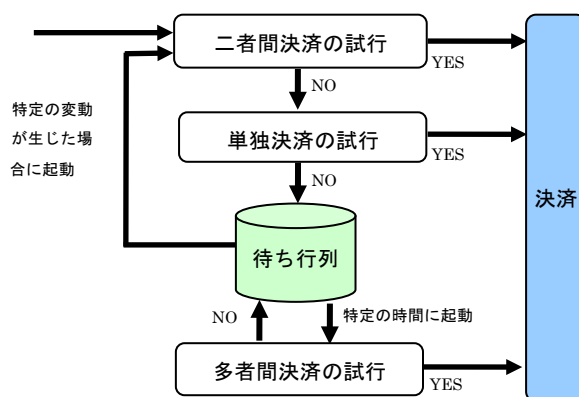 二者間決済の試行
YES
NO
特定の変動
が生じた場
合に起動
単独決済の試行
YES
NO
決済
待ち行列
NO
特定の時間に起動
多者間決済の試行
YES